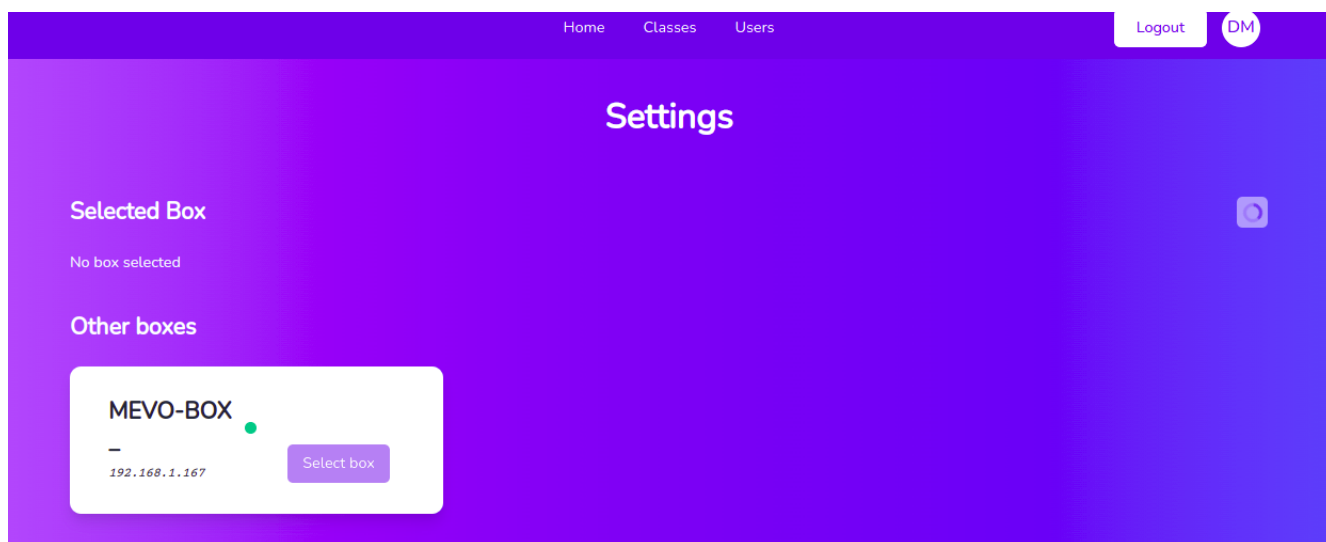 Home Classes Users Logout DM
Settings
Selected Box
No box selected
Other boxes
MEVO-BOX
–
192.168.1.167
Select box